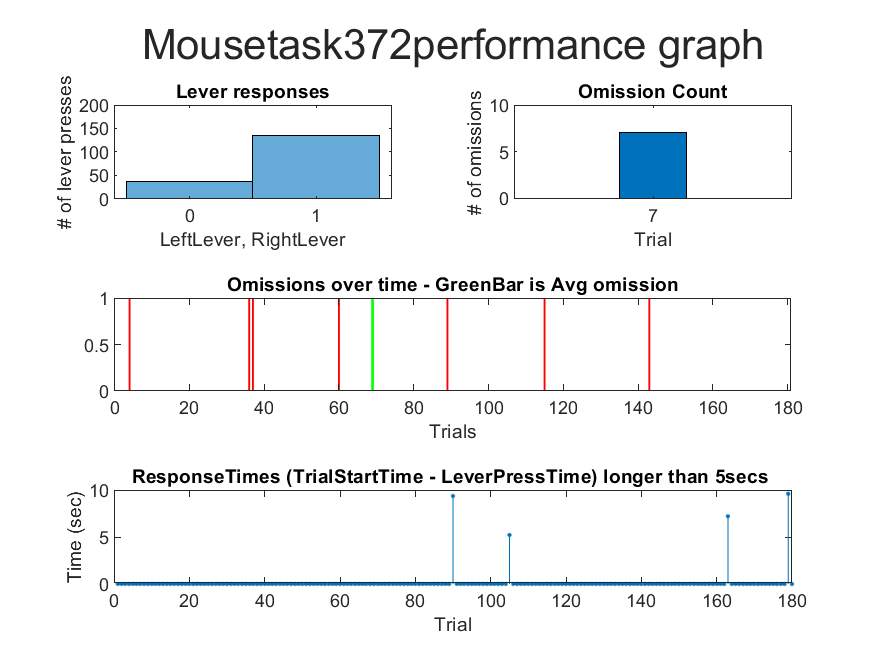 Mousetask372performance graph
Lever responses
# of lever presses
200
150
100
50
0
0 1
LeftLever, RightLever
Omission Count
# of omissions
10
5
0
7
Trial
Omissions over time - GreenBar is Avg omission
1
0.5
0
0 20 40 60 80 100 120 140 160 180
Trials
ResponseTimes (TrialStartTime - LeverPressTime) longer than 5secs
Time (sec)
10
5
0
0 20 40 60 80 100 120 140 160 180
Trial